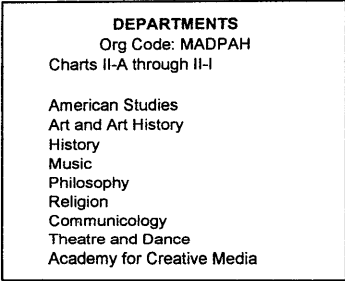 DEPARTMENTS
Org Code: MADPAH
Charts II-A through II-I
American Studies
Art and Art History
History
Music
Philosophy
Religion
Communicology
Theatre and Dance
Academy for Creative Media